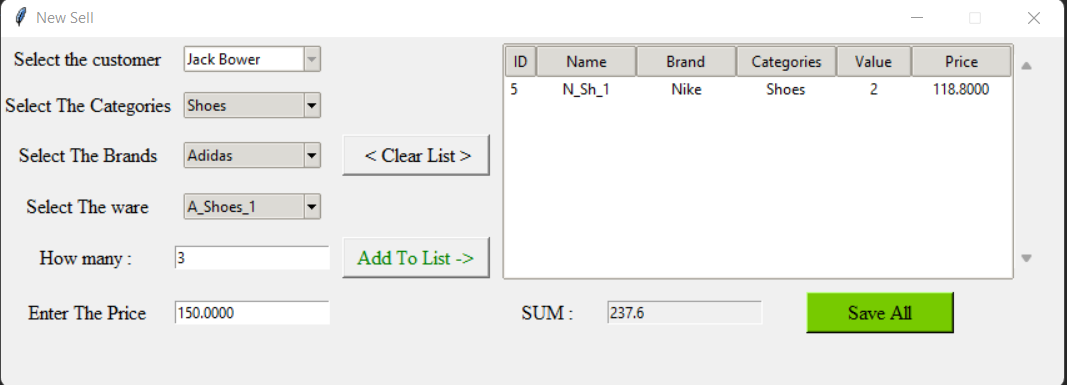 New Sell
Select the customer Jack Bower
Select The Categories Shoes
Select The Brands Adidas
< Clear List >
Select The ware A_Shoes_1
How many : 3
Add To List ->
Enter The Price 150.0000
ID Name Brand Categories Value Price
5 N_Sh_1 Nike Shoes 2 118.8000
SUM : 237.6
Save All